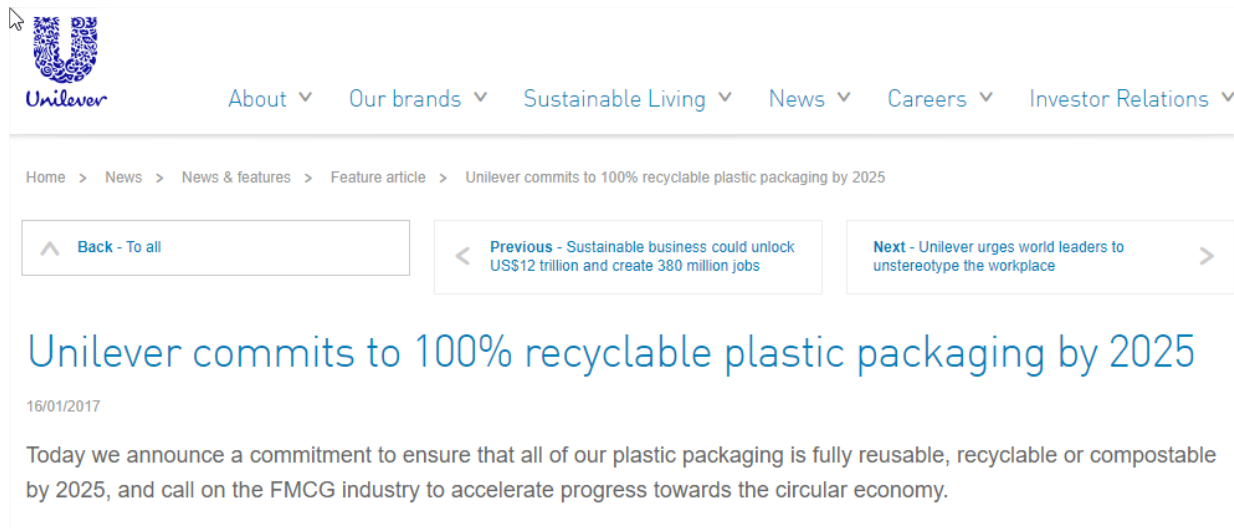 Unilever
About Our brands Sustainable Living News Careers Investor Relations
Home > News > News & features > Feature article > Unilever commits to 100% recyclable plastic packaging by 2025
Back - To all
Previous - Sustainable business could unlock
US$12 trillion and create 380 million jobs
Next - Unilever urges world leaders to
unstereotype the workplace
Unilever commits to 100% recyclable plastic packaging by 2025
16/01/2017
Today we announce a commitment to ensure that all of our plastic packaging is fully reusable, recyclable or compostable
by 2025, and call on the FMCG industry to accelerate progress towards the circular economy.